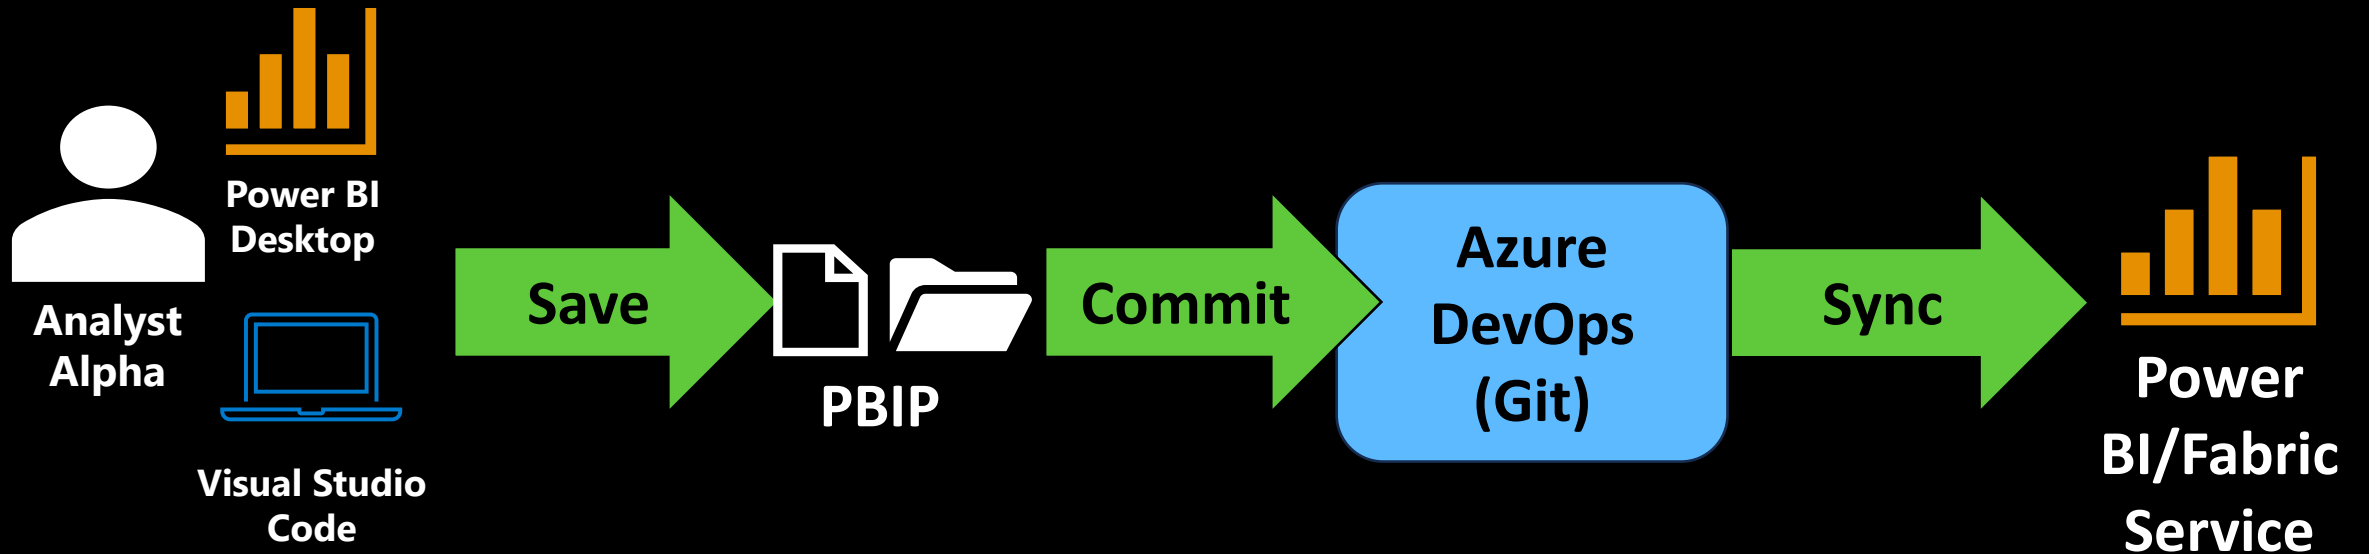 Analyst
Alpha
Power BI
Desktop
Visual Studio
Code
Save
PBIP
Commit
Azure
DevOps
(Git)
Sync
Power
BI/Fabric
Service